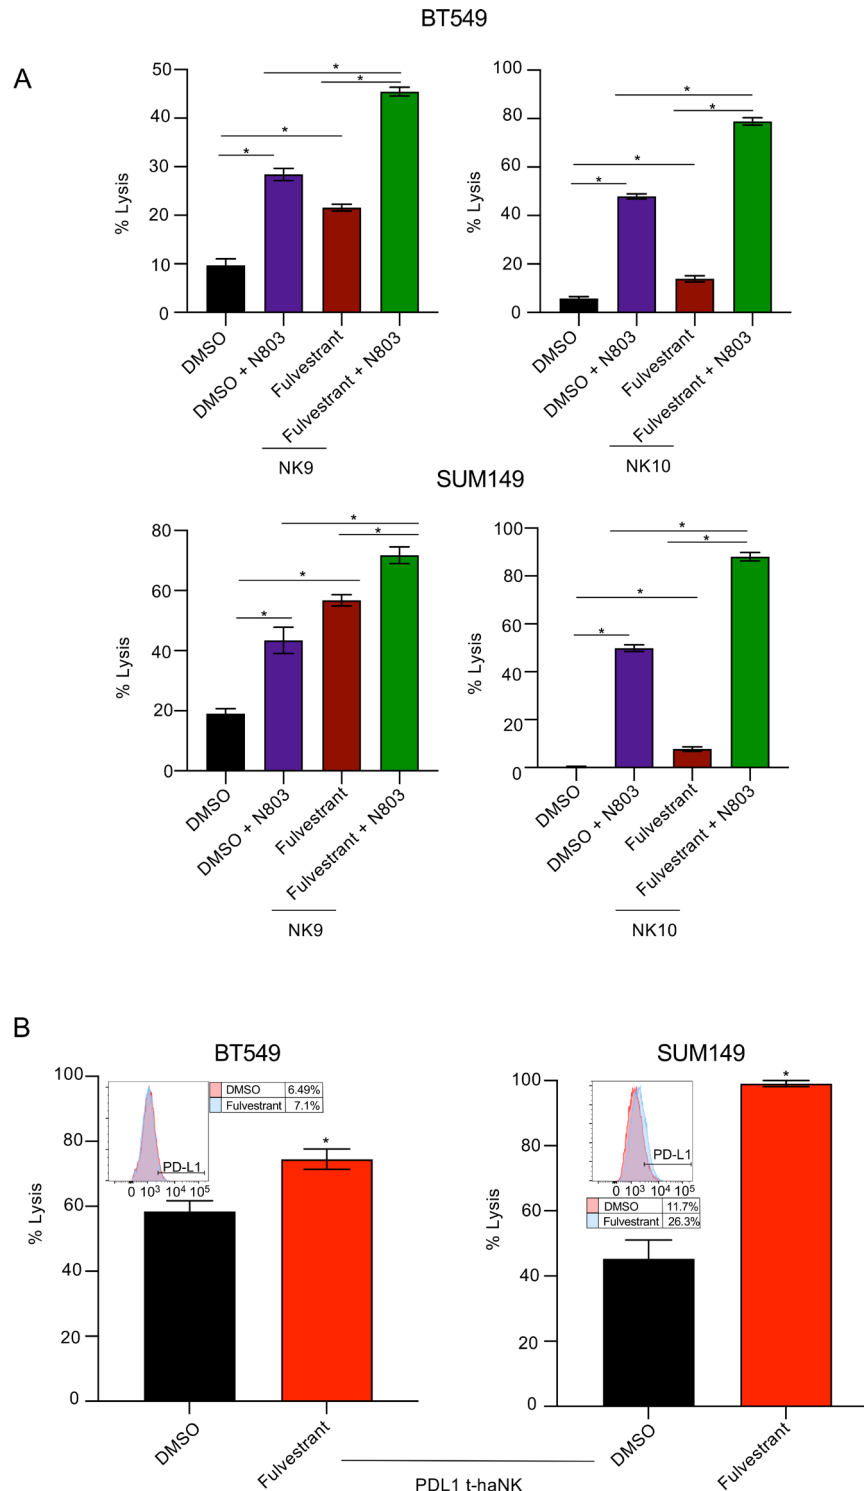 BT549
A
50
40
30
20
10
0
% Lysis
*
*
*
*
DMSO
DMSO + N803
Fulvestrant
Fulvestrant + N803
NK9
100
80
60
40
20
0
% Lysis
*
*
*
*
DMSO
DMSO + N803
Fulvestrant
Fulvestrant + N803
NK10
SUM149
80
60
40
20
0
% Lysis
*
*
*
*
DMSO
DMSO + N803
Fulvestrant
Fulvestrant + N803
NK9
100
80
60
40
20
0
% Lysis
*
*
*
*
DMSO
DMSO + N803
Fulvestrant
Fulvestrant + N803
NK10
B
BT549
100
80
60
40
20
0
% Lysis
DMSO 6.49%
Fulvestrant 7.1%
PD-L1
0 10³ 10⁴ 10⁵
*
DMSO
Fulvestrant
SUM149
100
80
60
40
20
0
% Lysis
PD-L1
0 10³ 10⁴ 10⁵
DMSO 11.7%
Fulvestrant 26.3%
*
DMSO
Fulvestrant
PDL1 t-haNK